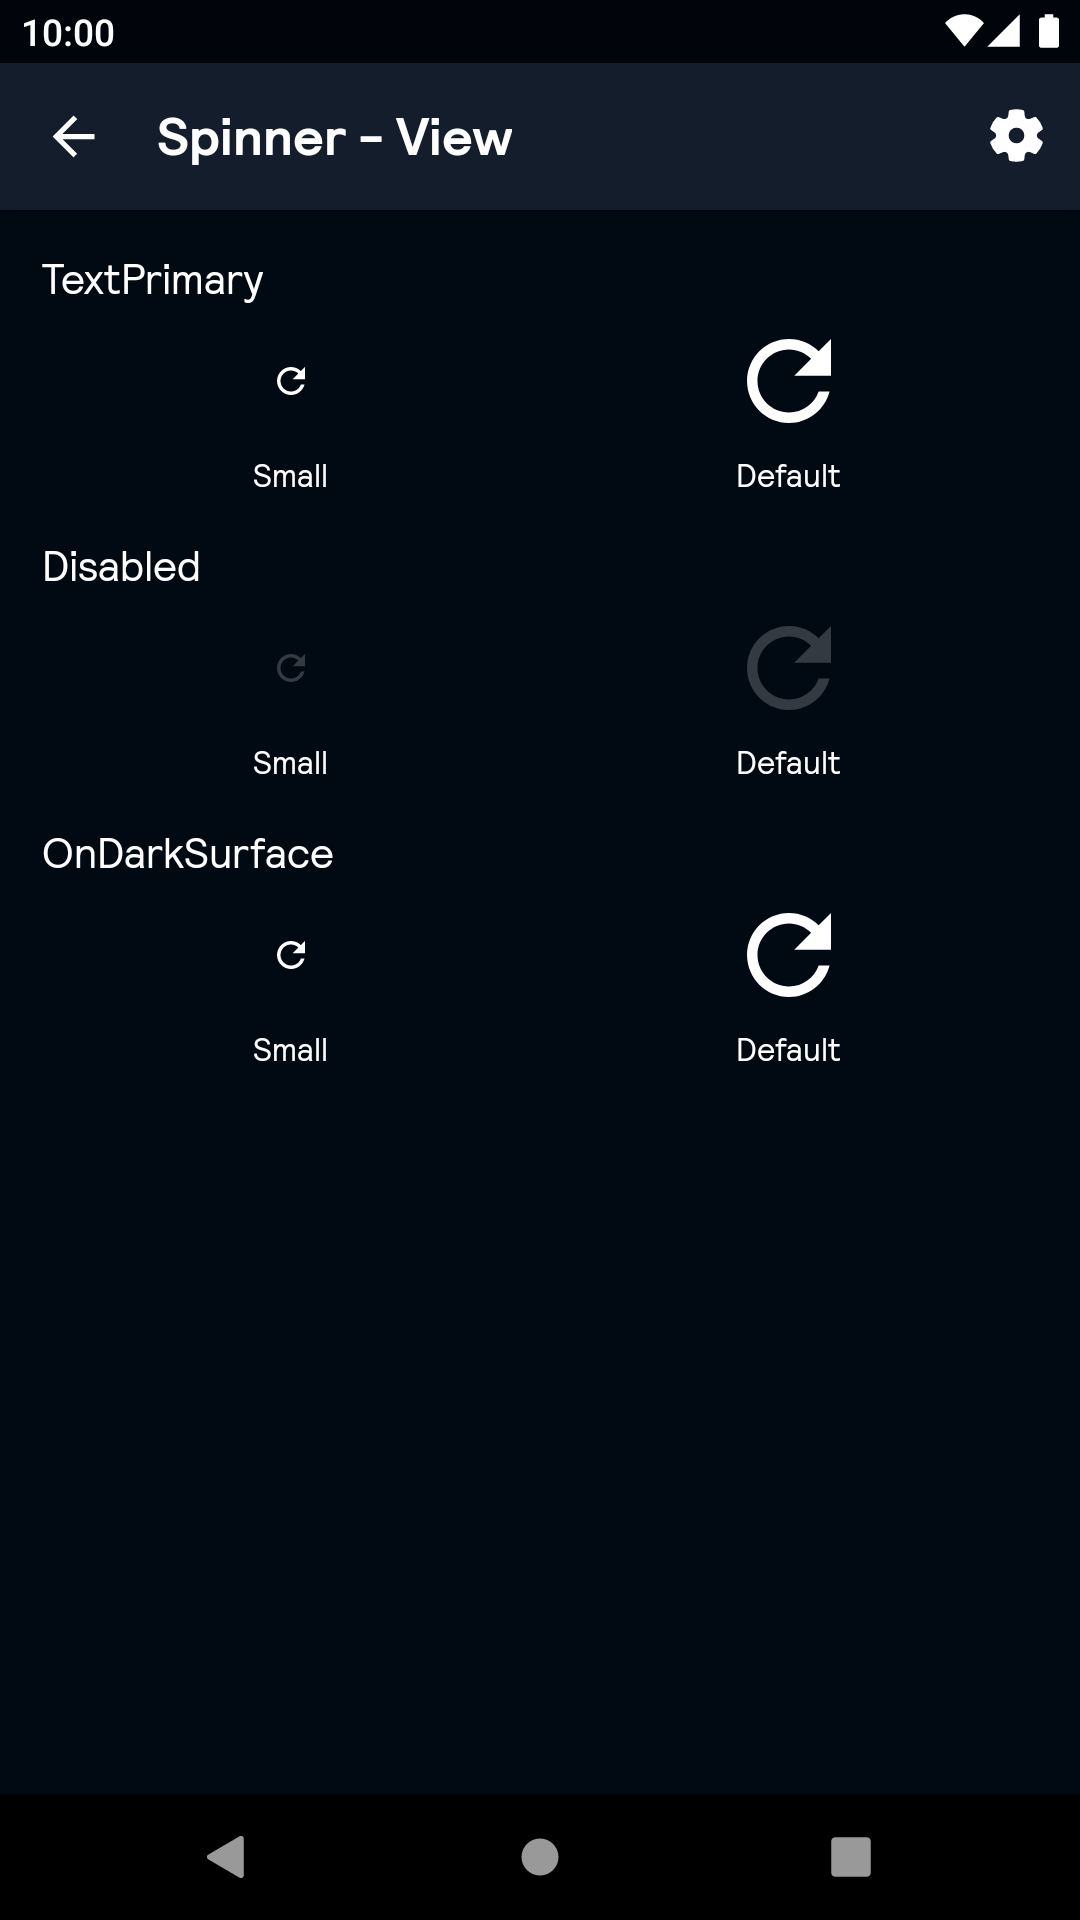 10:00
Spinner - View
TextPrimary
Small Default
Disabled
Small Default
OnDarkSurface
Small Default